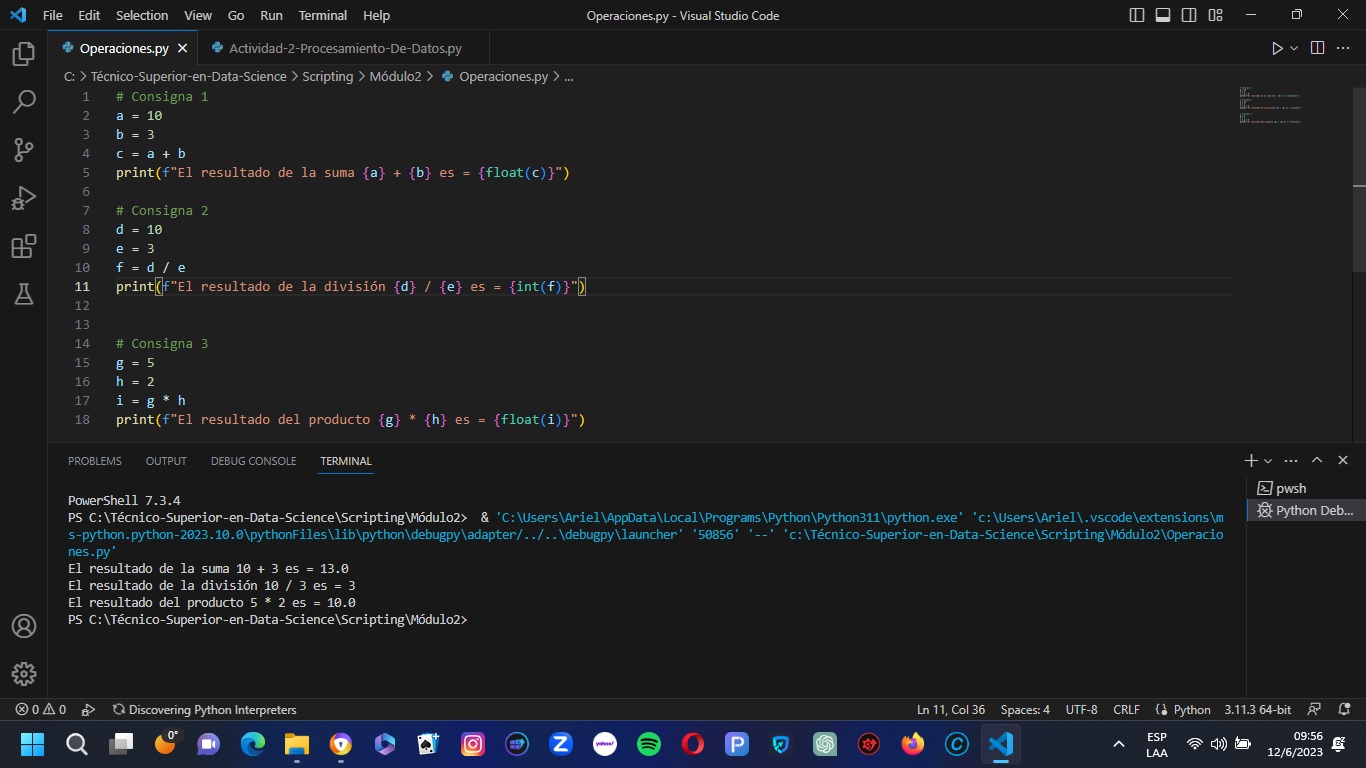 File Edit Selection View Go Run Terminal Help Operaciones.py - Visual Studio Code
Operaciones.py Actividad-2-Procesamiento-De-Datos.py
C: > Técnico-Superior-en-Data-Science > Scripting > Módulo2 > Operaciones.py > ...
1 # Consigna 1
2 a = 10
3 b = 3
4 c = a + b
5 print(f"El resultado de la suma {a} + {b} es = {float(c)}")
6
7 # Consigna 2
8 d = 10
9 e = 3
10 f = d / e
11 print(f"El resultado de la división {d} / {e} es = {int(f)}")
12
13
14 # Consigna 3
15 g = 5
16 h = 2
17 i = g * h
18 print(f"El resultado del producto {g} * {h} es = {float(i)}")
PROBLEMS OUTPUT DEBUG CONSOLE TERMINAL
pwsh
Python Deb...
PowerShell 7.3.4
PS C:\Técnico-Superior-en-Data-Science\Scripting\Módulo2>  & 'C:\Users\Ariel\AppData\Local\Programs\Python\Python311\python.exe' 'c:\Users\Ariel\.vscode\extensions\m
s-python.python-2023.10.0\pythonFiles\lib\python\debugpy\adapter/../..\debugpy\launcher' '50856' '--' 'c:\Técnico-Superior-en-Data-Science\Scripting\Módulo2\Operacio
nes.py'
El resultado de la suma 10 + 3 es = 13.0
El resultado de la división 10 / 3 es = 3
El resultado del producto 5 * 2 es = 10.0
PS C:\Técnico-Superior-en-Data-Science\Scripting\Módulo2>
0 0 Discovering Python Interpreters Ln 11, Col 36 Spaces: 4 UTF-8 CRLF Python 3.11.3 64-bit
0° yahoo! ESP 09:56
LAA 12/6/2023